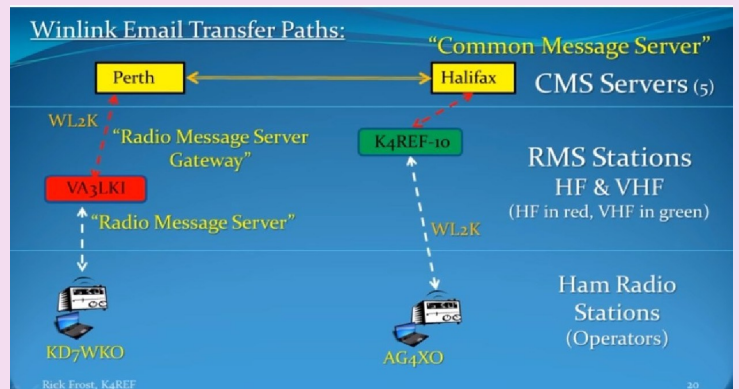 Winlink Email Transfer Paths:
"Common Message Server"
Perth
Halifax
CMS Servers (5)
WL2K
"Radio Message Server
Gateway"
K4REF-10
RMS Stations
HF & VHF
(HF in red, VHF in green)
VA3LKI
"Radio Message Server"
WL2K
Ham Radio
Stations
(Operators)
KD7WKO
AG4XO
Rick Frost, K4REF
20